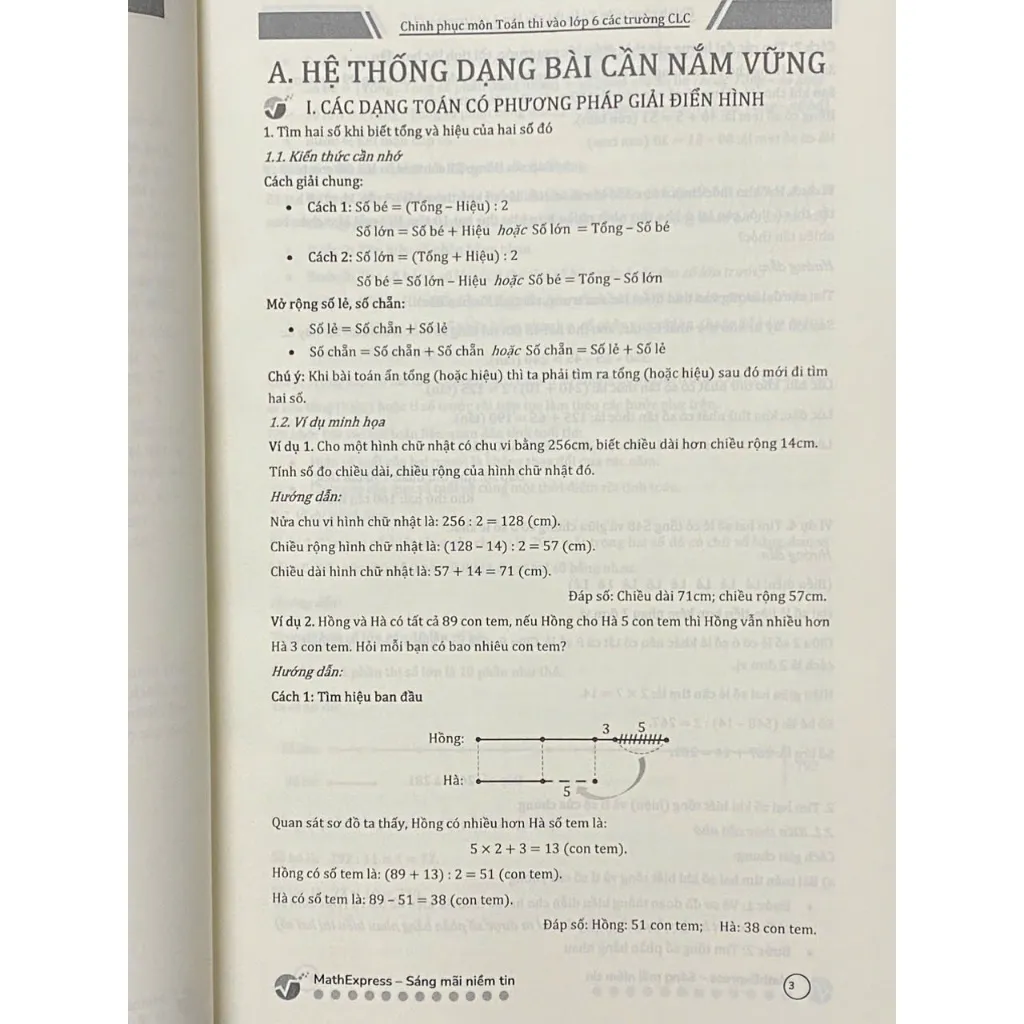 Chinh phục môn Toán thi vào lớp 6 các trường CLC
A. HỆ THỐNG DẠNG BÀI CẦN NẮM VỮNG
I. CÁC DẠNG TOÁN CÓ PHƯƠNG PHÁP GIẢI ĐIỂN HÌNH
1. Tìm hai số khi biết tổng và hiệu của hai số đó
1.1. Kiến thức cần nhớ
Cách giải chung:
• Cách 1: Số bé = (Tổng – Hiệu) : 2
Số lớn = Số bé + Hiệu hoặc Số lớn = Tổng – Số bé
• Cách 2: Số lớn = (Tổng + Hiệu) : 2
Số bé = Số lớn – Hiệu hoặc Số bé = Tổng – Số lớn
Mở rộng số lẻ, số chẵn:
• Số lẻ = Số chẵn + Số lẻ
• Số chẵn = Số chẵn + Số chẵn hoặc Số chẵn = Số lẻ + Số lẻ
Chú ý: Khi bài toán ẩn tổng (hoặc hiệu) thì ta phải tìm ra tổng (hoặc hiệu) sau đó mới đi tìm
hai số.
1.2. Ví dụ minh họa
Ví dụ 1. Cho một hình chữ nhật có chu vi bằng 256cm, biết chiều dài hơn chiều rộng 14cm.
Tính số đo chiều dài, chiều rộng của hình chữ nhật đó.
Hướng dẫn:
Nửa chu vi hình chữ nhật là: 256 : 2 = 128 (cm).
Chiều rộng hình chữ nhật là: (128 – 14) : 2 = 57 (cm).
Chiều dài hình chữ nhật là: 57 + 14 = 71 (cm).
Đáp số: Chiều dài 71cm; chiều rộng 57cm.
Ví dụ 2. Hồng và Hà có tất cả 89 con tem, nếu Hồng cho Hà 5 con tem thì Hồng vẫn nhiều hơn
Hà 3 con tem. Hỏi mỗi bạn có bao nhiêu con tem?
Hướng dẫn:
Cách 1: Tìm hiệu ban đầu
3 5
Hồng:
Hà:
5
Quan sát sơ đồ ta thấy, Hồng có nhiều hơn Hà số tem là:
5 × 2 + 3 = 13 (con tem).
Hồng có số tem là: (89 + 13) : 2 = 51 (con tem).
Hà có số tem là: 89 – 51 = 38 (con tem).
Đáp số: Hồng: 51 con tem; Hà: 38 con tem.
MathExpress – Sáng mãi niềm tin
3